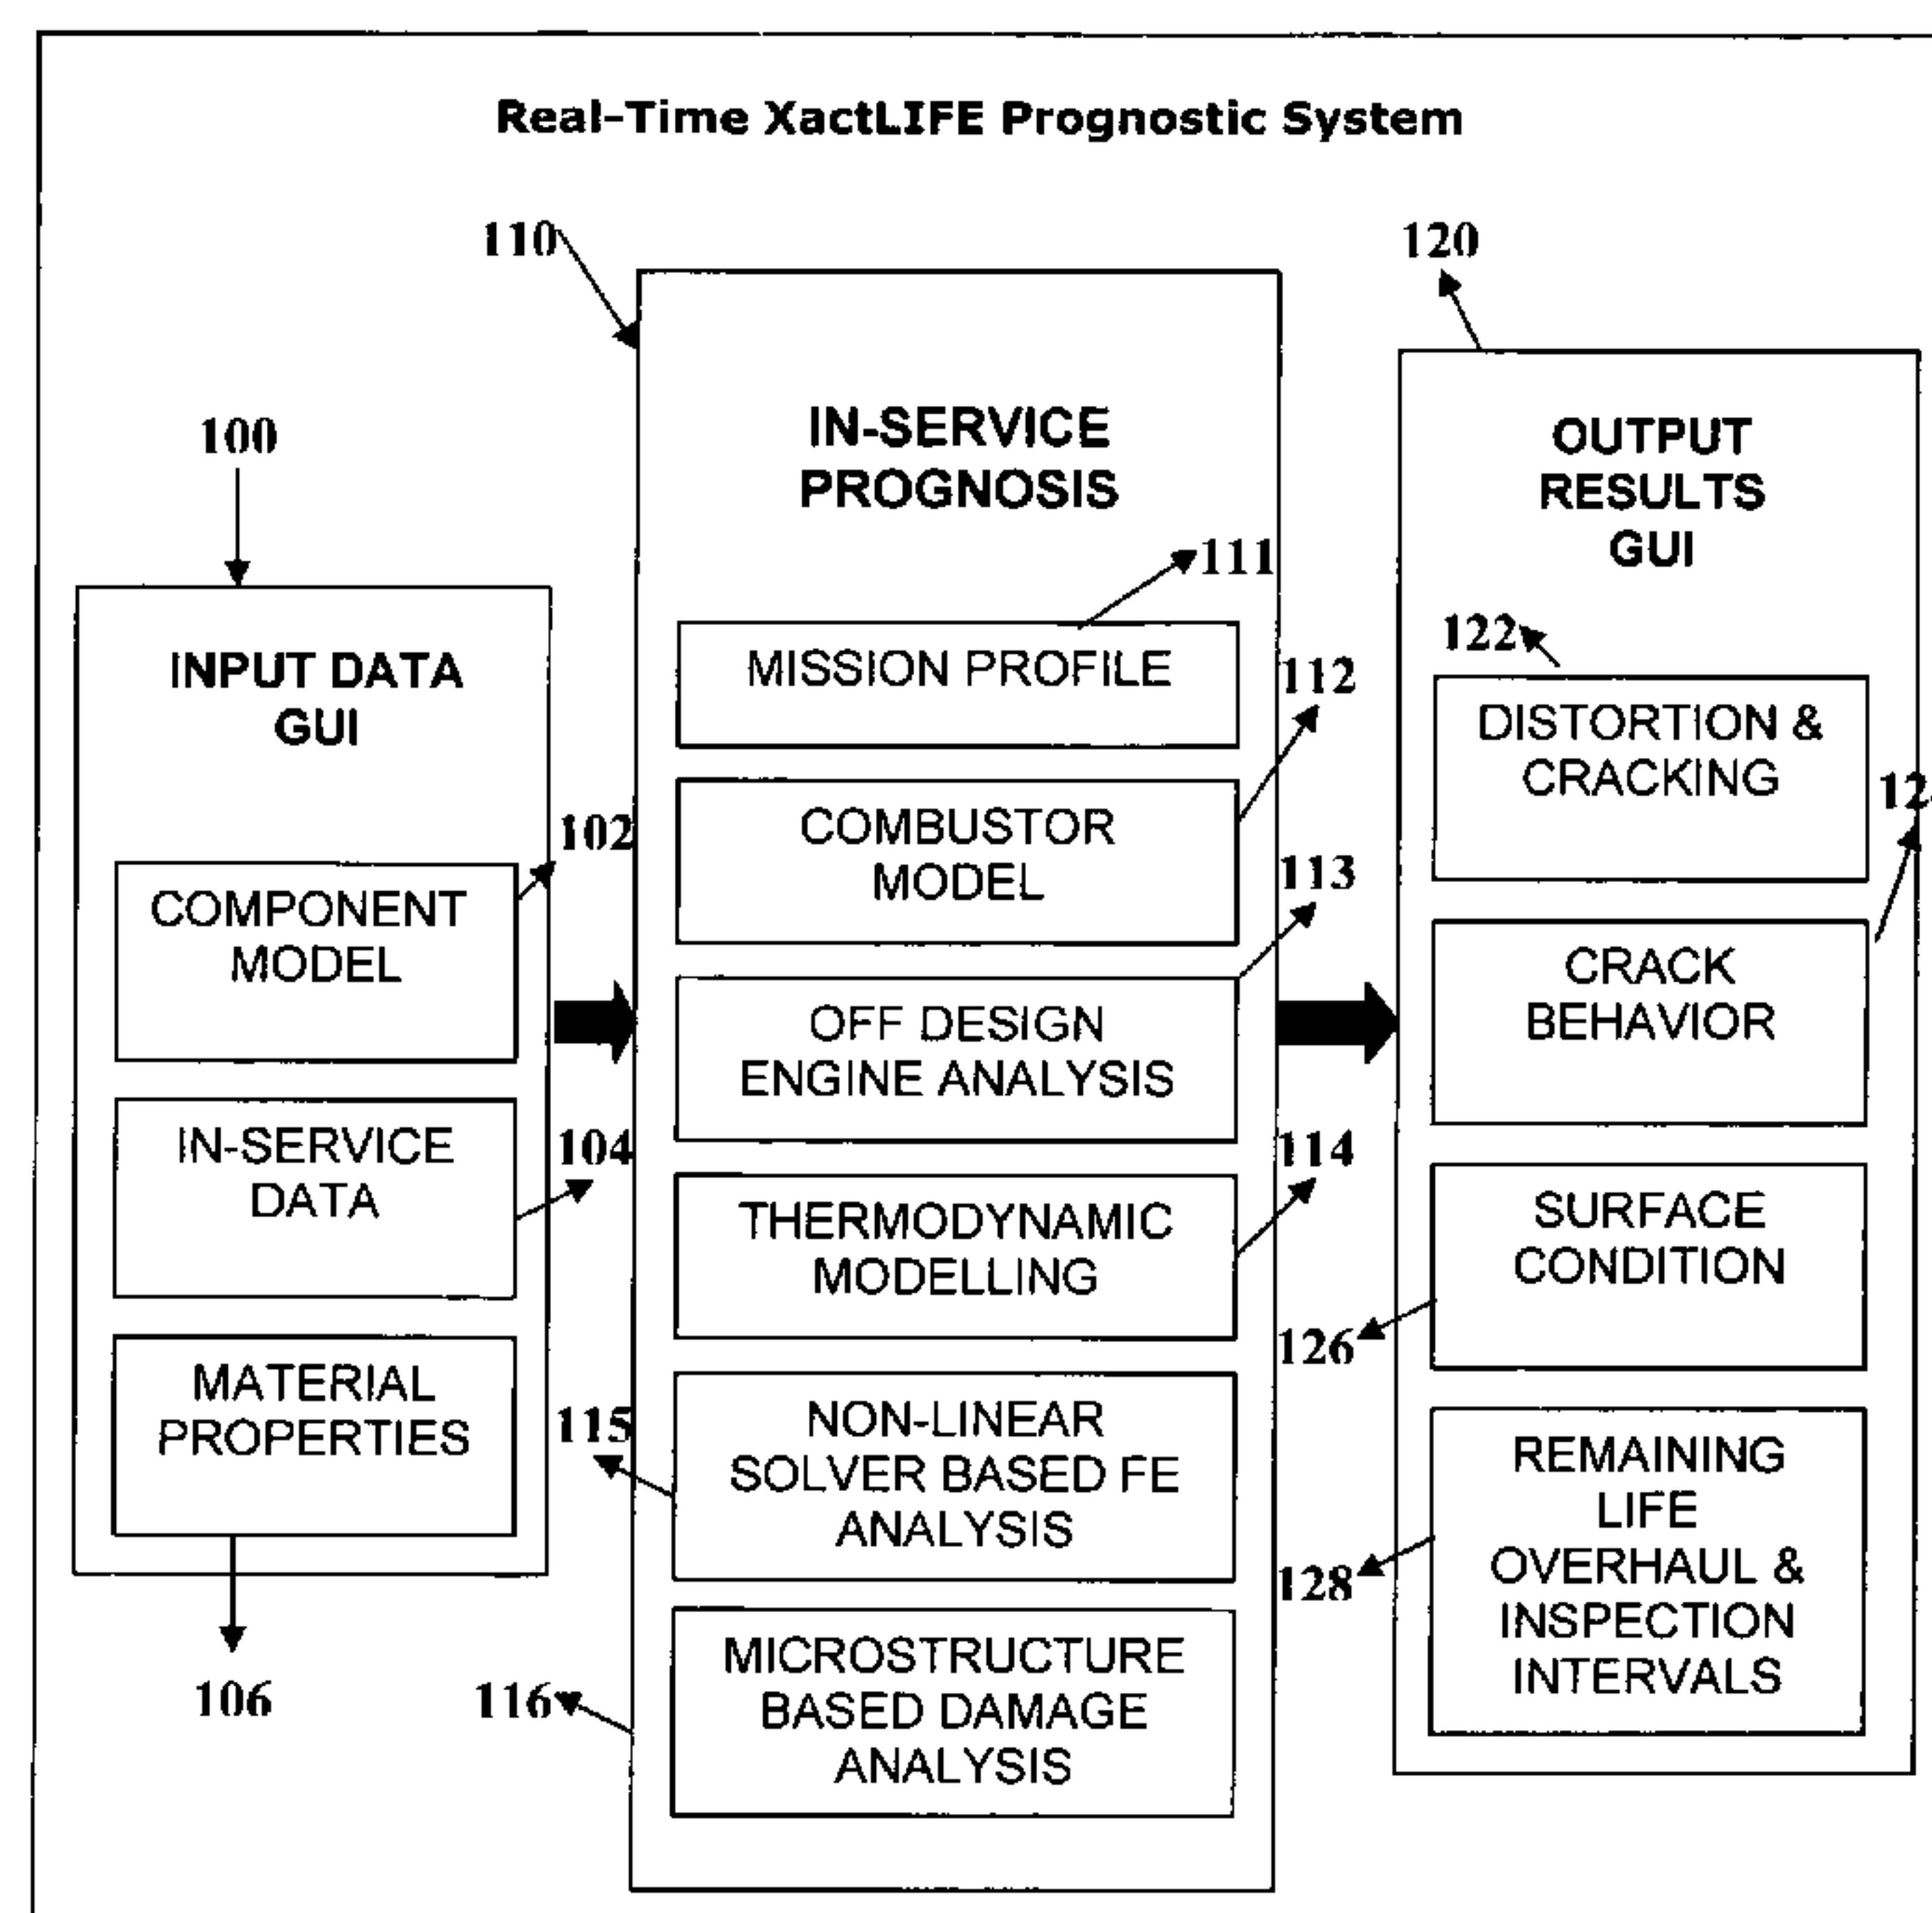 Real-Time XactLIFE Prognostic System
110
120
100
IN-SERVICE
PROGNOSIS
OUTPUT
RESULTS
GUI
111
122
INPUT DATA
GUI
MISSION PROFILE
112
DISTORTION &
CRACKING
102
COMBUSTOR
MODEL
113
COMPONENT
MODEL
CRACK
BEHAVIOR
OFF DESIGN
ENGINE ANALYSIS
104
114
IN-SERVICE
DATA
THERMODYNAMIC
MODELLING
SURFACE
CONDITION
126
MATERIAL
PROPERTIES
115
NON-LINEAR
SOLVER BASED FE
ANALYSIS
128
REMAINING
LIFE
OVERHAUL &
INSPECTION
INTERVALS
106
116
MICROSTRUCTURE
BASED DAMAGE
ANALYSIS